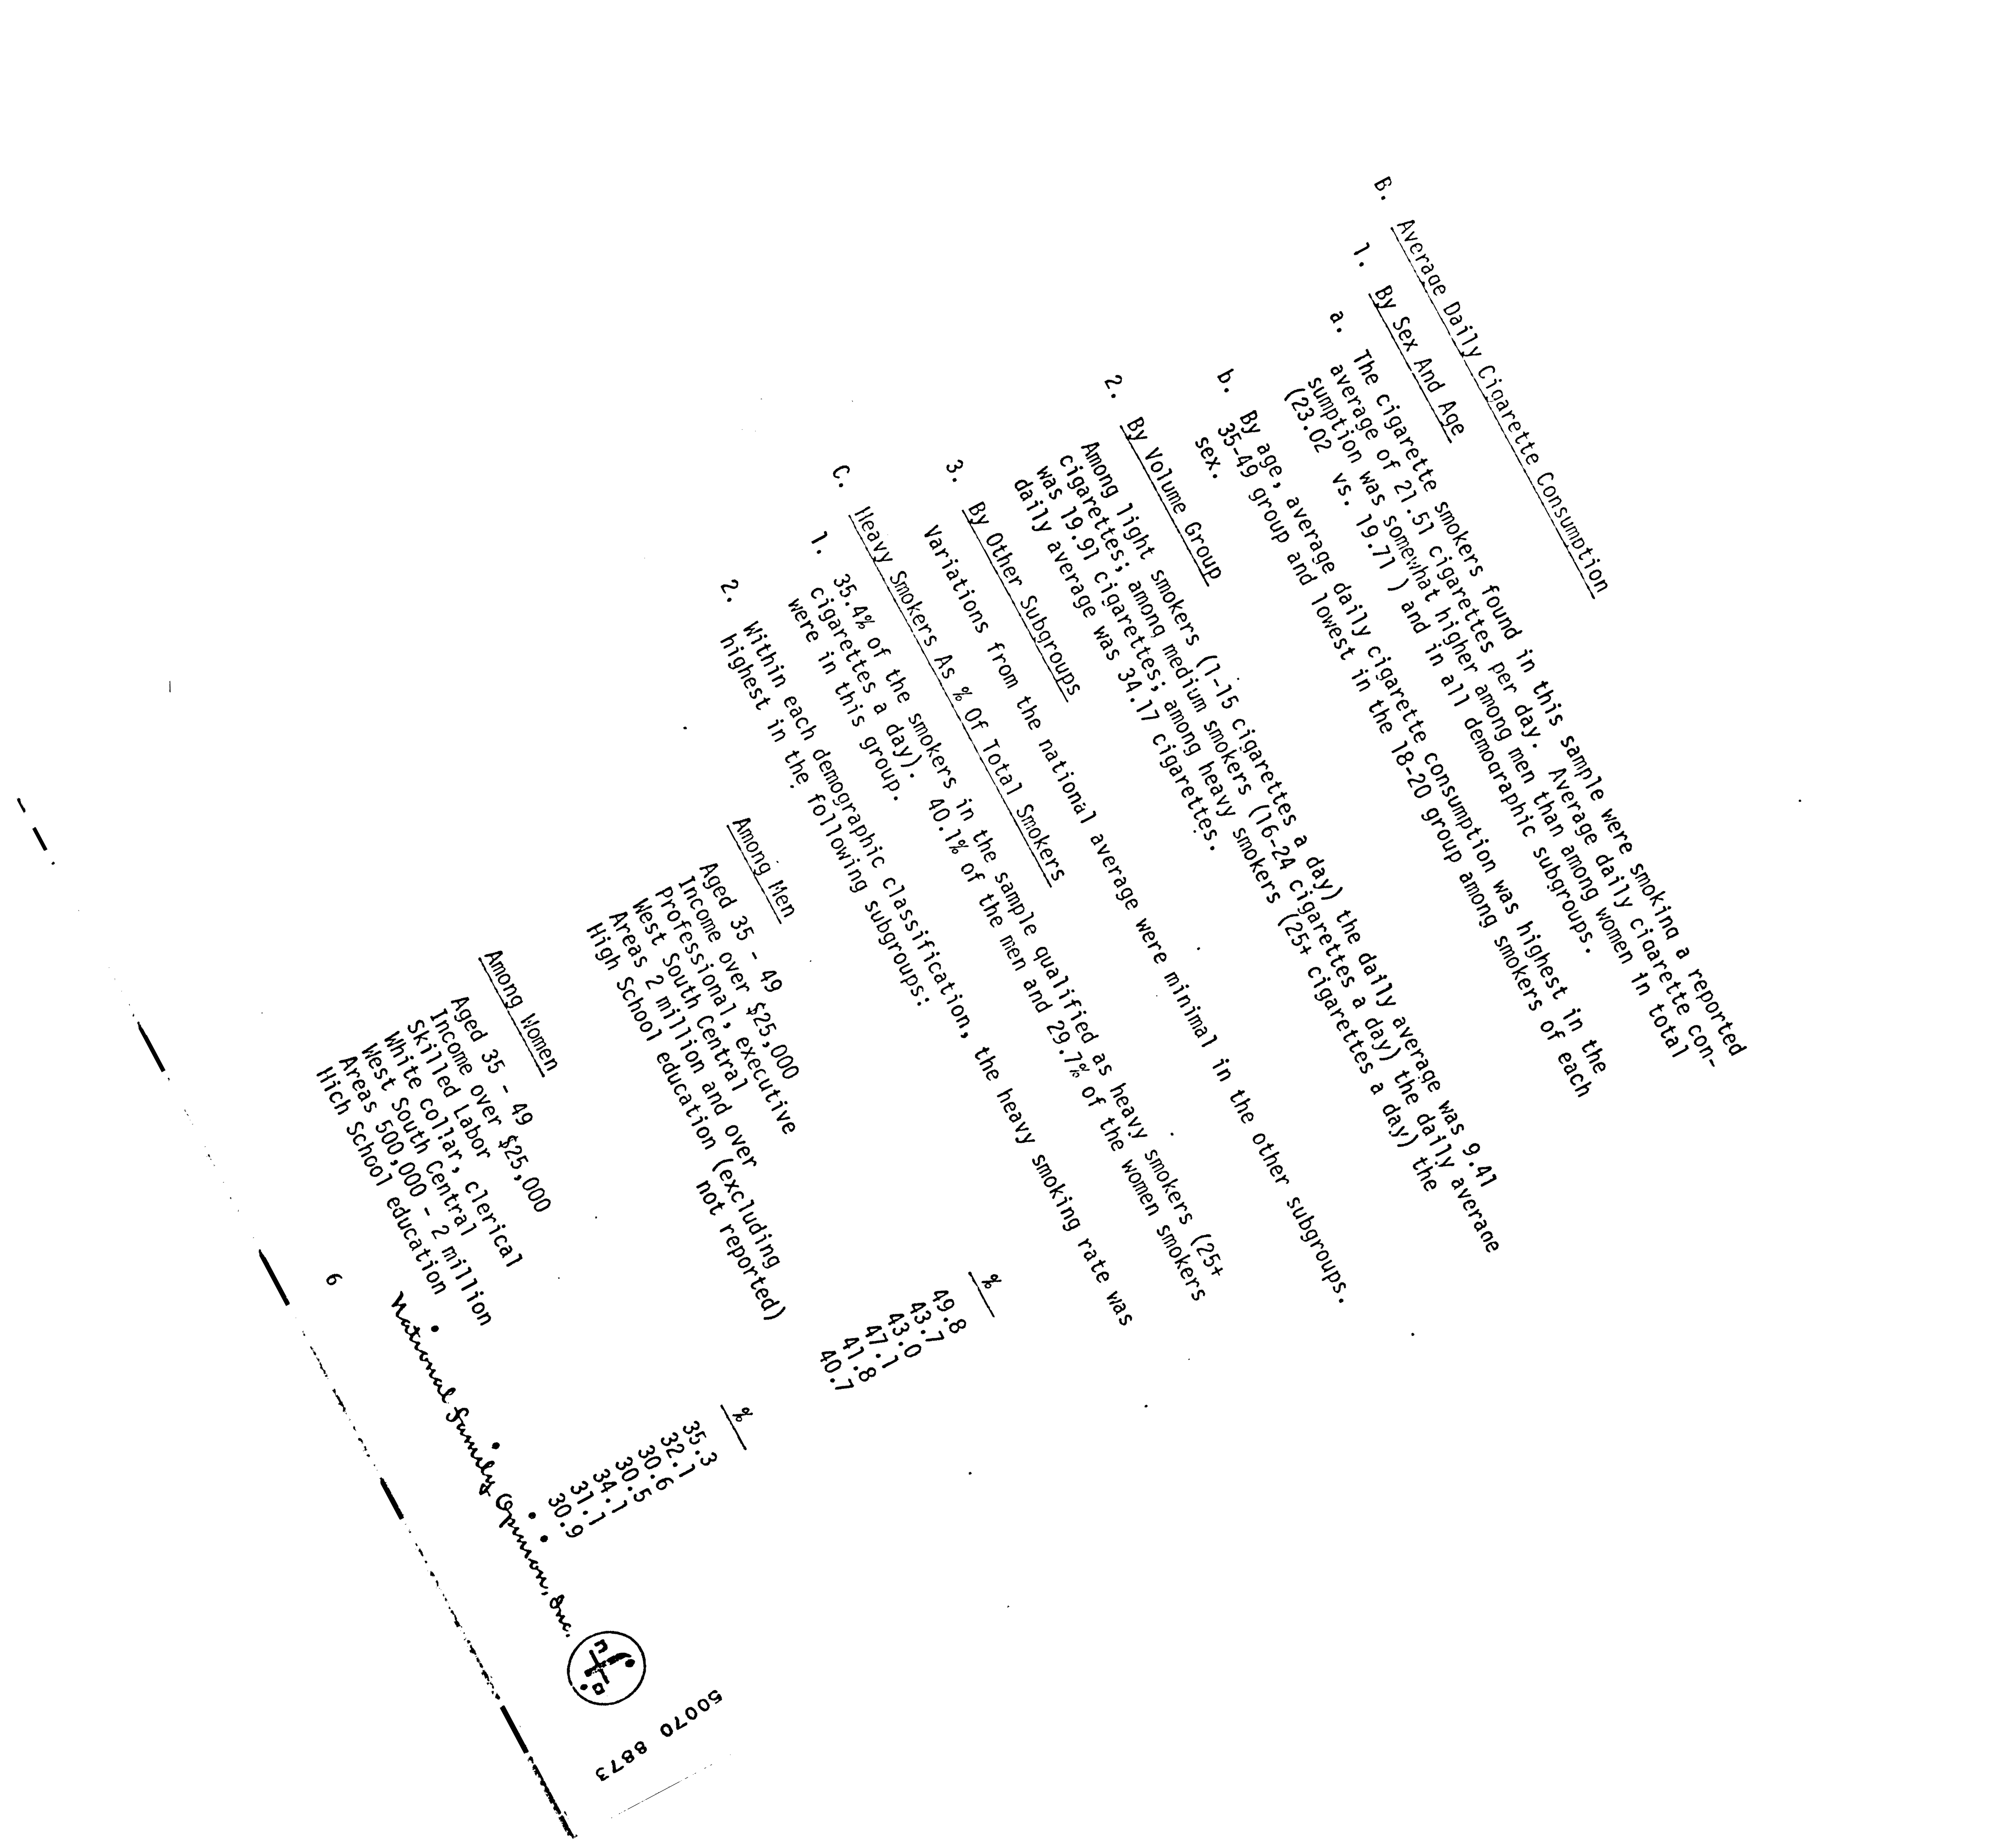 B. Average Daily Cigarette Consumption
1. By Sex And Age
a. The cigarette smokers found in this sample were smoking a reported
average of 21.51 cigarettes per day. Average daily cigarette con-
sumption was somewhat higher among men than among women in total
(23.02 vs. 19.71 ) and in all demographic subgroups.
b. By age, average daily cigarette consumption was highest in the
35-49 group and lowest in the 18-20 group among smokers of each
sex.
2. By Volume Group
Among light smokers (1-15 cigarettes a day) the daily average was 9.41
cigarettes; among medium smokers (16-24 cigarettes a day) the daily average
was 19.91 cigarettes; among heavy smokers (25+ cigarettes a day) the
daily average was 34.17 cigarettes.
3. By Other Subgroups
Variations from the national average were minimal in the other subgroups.
C. Heavy Smokers As % Of Total Smokers
1. 35.4% of the smokers in the sample qualified as heavy smokers (25+
cigarettes a day). 40.1% of the men and 29.7% of the women smokers
were in this group.
2. Within each demographic classification, the heavy smoking rate was
highest in the following subgroups:
Among Men %
Aged 35 - 49 49.8
Income over $25,000 43.7
Professional, executive 43.0
West South Central 47.1
Areas 2 million and over 41.8
High School education (excluding 40.7
not reported)
Among Women %
Aged 35 - 49 35.3
Income over $25,000 32.1
Skilled Labor 30.6
White collar, clerical 30.5
West South Central 34.1
Areas 500,000 - 2 million 31.1
High School education 30.9
6
National Family Opinion, Inc.
nfo
50070 8873